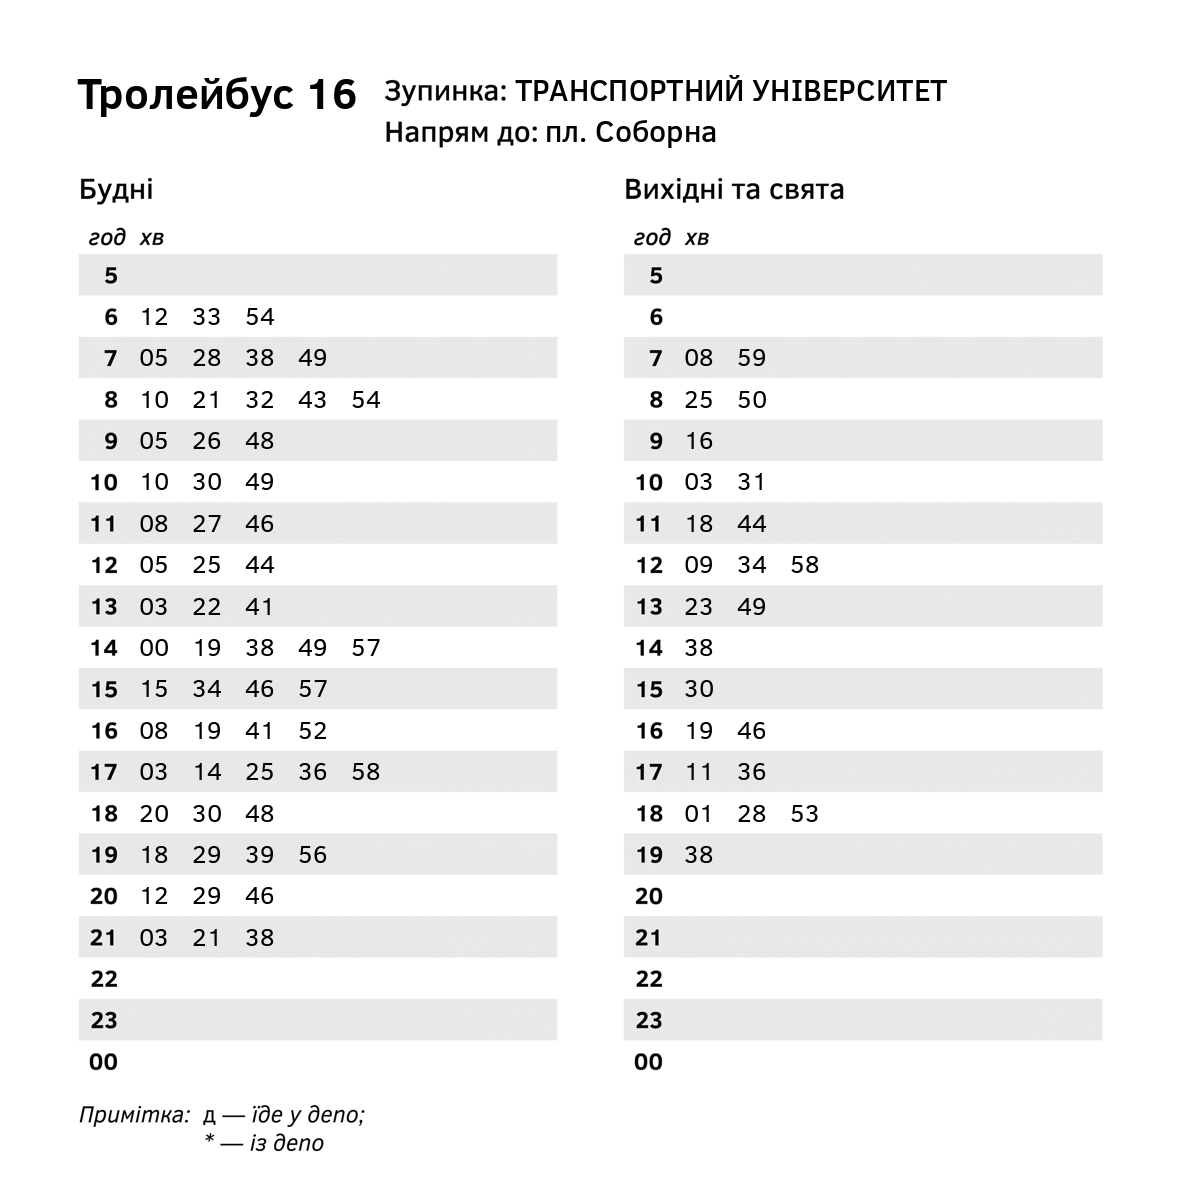 Тролейбус 16
Зупинка: ТРАНСПОРТНИЙ УНІВЕРСИТЕТ
Напрям до: пл. Соборна
Будні
год хв
5
6 12 33 54
7 05 28 38 49
8 10 21 32 43 54
9 05 26 48
10 10 30 49
11 08 27 46
12 05 25 44
13 03 22 41
14 00 19 38 49 57
15 15 34 46 57
16 08 19 41 52
17 03 14 25 36 58
18 20 30 48
19 18 29 39 56
20 12 29 46
21 03 21 38
22
23
00
Вихідні та свята
год хв
5
6
7 08 59
8 25 50
9 16
10 03 31
11 18 44
12 09 34 58
13 23 49
14 38
15 30
16 19 46
17 11 36
18 01 28 53
19 38
20
21
22
23
00
Примітка: д — їде у депо;
* — із депо